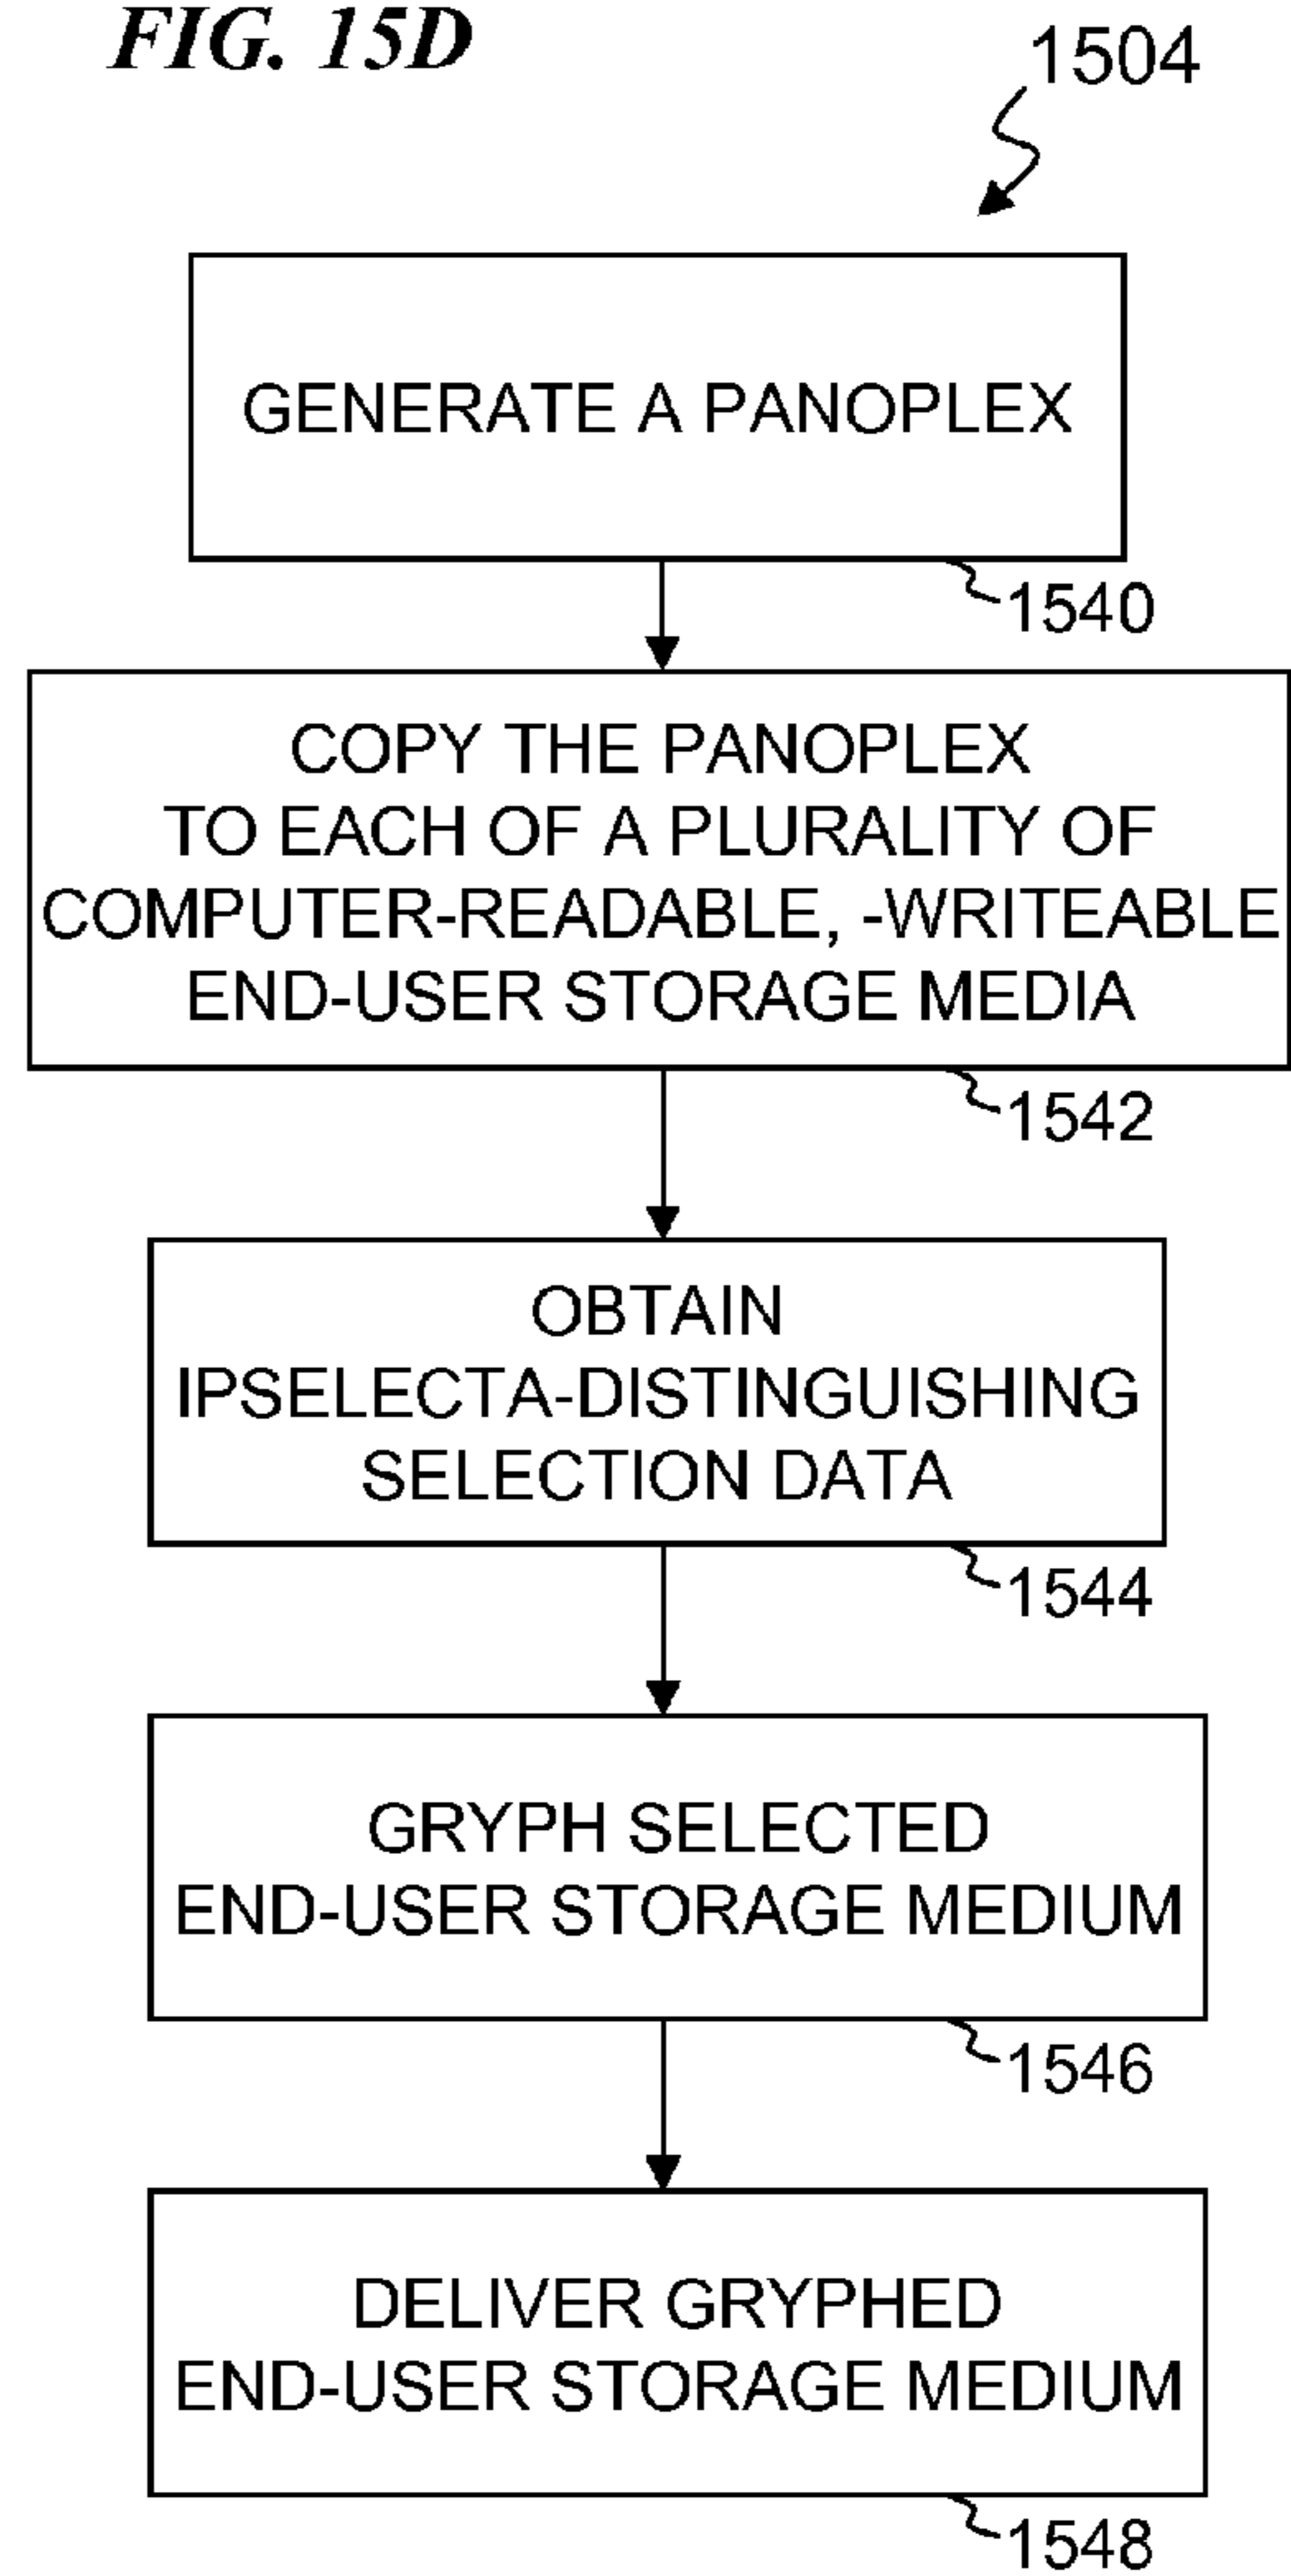 FIG. 15D
1504
GENERATE A PANOPLEX
1540
COPY THE PANOPLEX
TO EACH OF A PLURALITY OF
COMPUTER-READABLE, -WRITEABLE
END-USER STORAGE MEDIA
1542
OBTAIN
IPSELECTA-DISTINGUISHING
SELECTION DATA
1544
GRYPH SELECTED
END-USER STORAGE MEDIUM
1546
DELIVER GRYPHED
END-USER STORAGE MEDIUM
1548